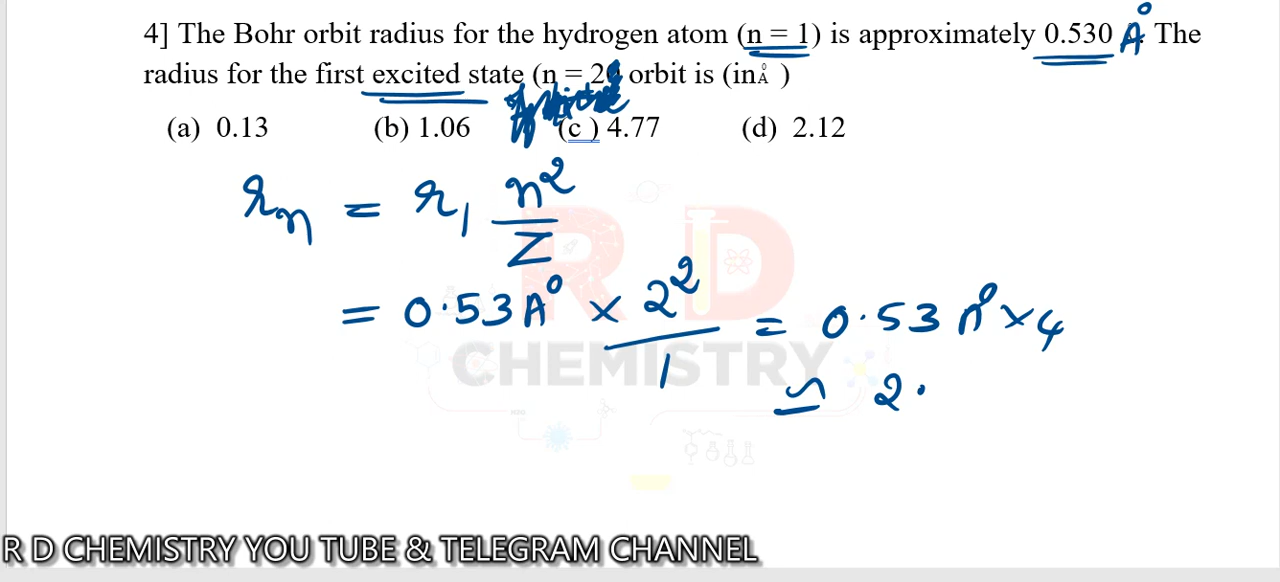 4] The Bohr orbit radius for the hydrogen atom (n = 1) is approximately 0.530 A° The
radius for the first excited state (n = 2 orbit is (in Å )
(a) 0.13 (b) 1.06 (c ) 4.77 (d) 2.12
rn = r1 n²/Z
= 0.53A° × 2²/1 = 0.53 A° × 4
≃ 2.
R D
CHEMISTRY
R D CHEMISTRY YOU TUBE & TELEGRAM CHANNEL